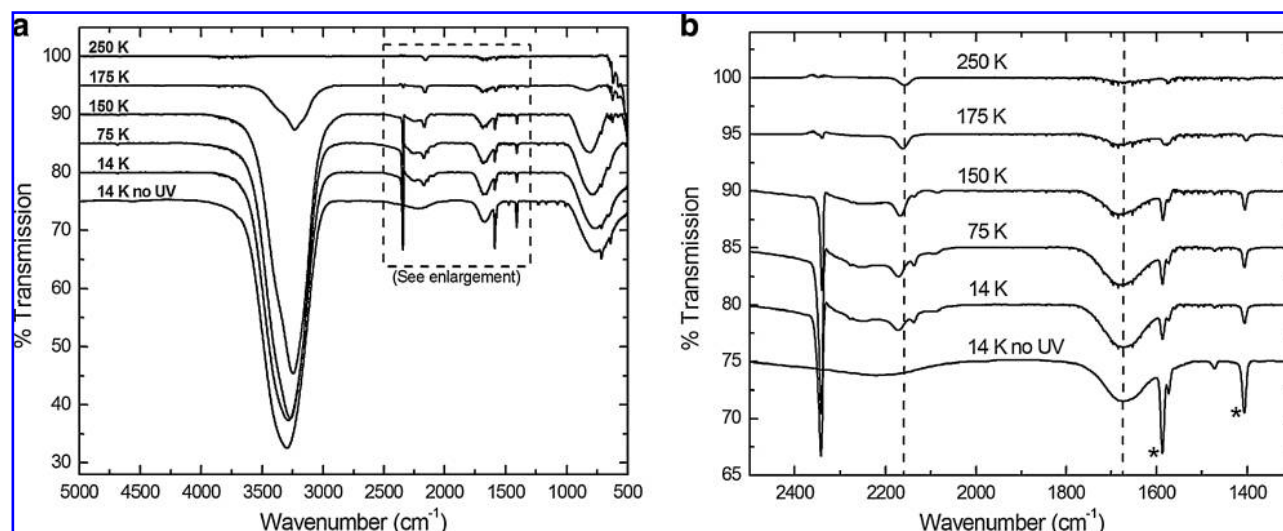 a
% Transmission
100
90
80
70
60
50
40
30
250 K
175 K
150 K
75 K
14 K
14 K no UV
(See enlargement)
5000 4500 4000 3500 3000 2500 2000 1500 1000 500
Wavenumber (cm⁻¹)
b
% Transmission
100
95
90
85
80
75
70
65
250 K
175 K
150 K
75 K
14 K
14 K no UV
* *
2400 2200 2000 1800 1600 1400
Wavenumber (cm⁻¹)